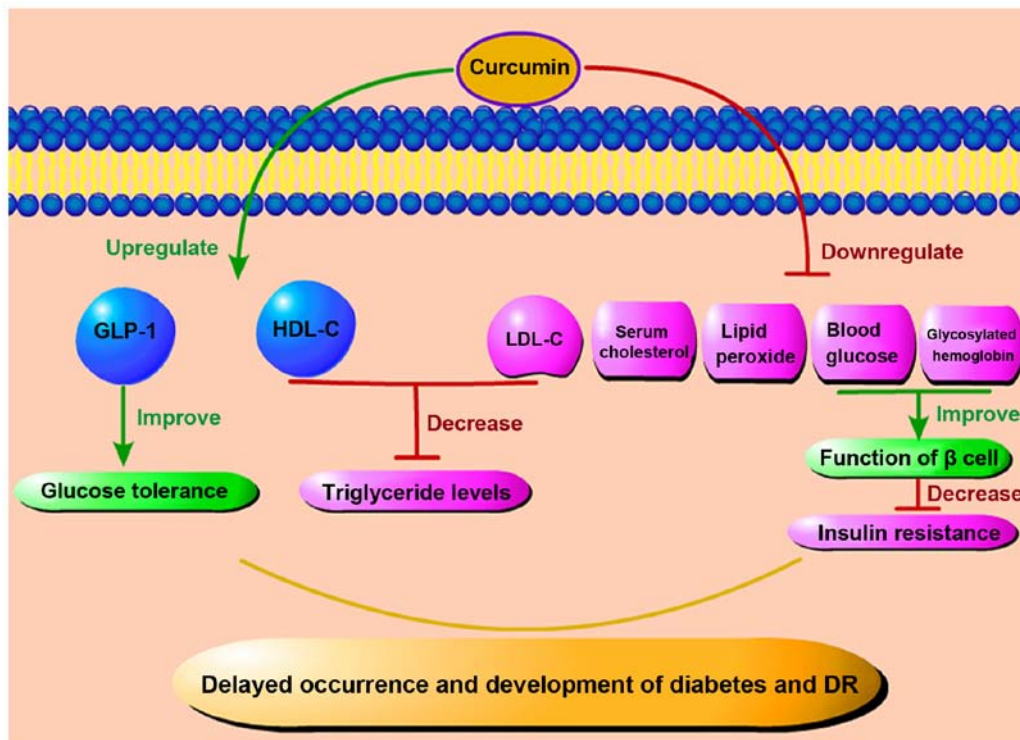 Curcumin
Upregulate
Downregulate
GLP-1
HDL-C
LDL-C
Serum
cholesterol
Lipid
peroxide
Blood
glucose
Glycosylated
hemoglobin
Improve
Decrease
Improve
Glucose tolerance
Triglyceride levels
Function of β cell
Decrease
Insulin resistance
Delayed occurrence and development of diabetes and DR